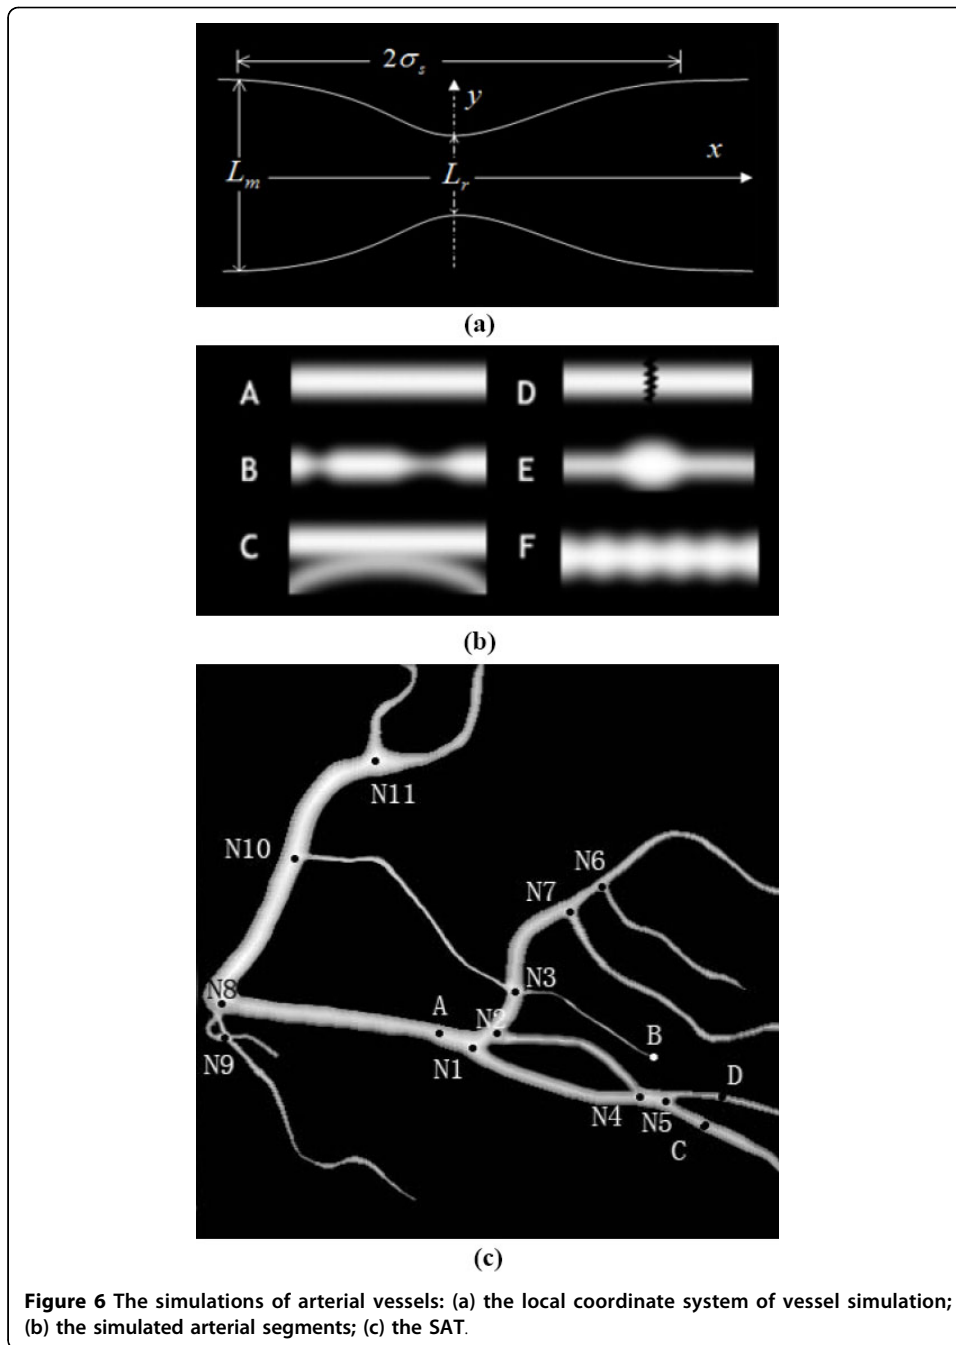 2σs
y
x
Lm
Lr
(a)
A
D
B
E
C
F
(b)
N11
N10
N6
N7
N8
N3
A
N2
B
N9
N1
D
N4
N5
C
(c)
Figure 6 The simulations of arterial vessels: (a) the local coordinate system of vessel simulation;
(b) the simulated arterial segments; (c) the SAT.